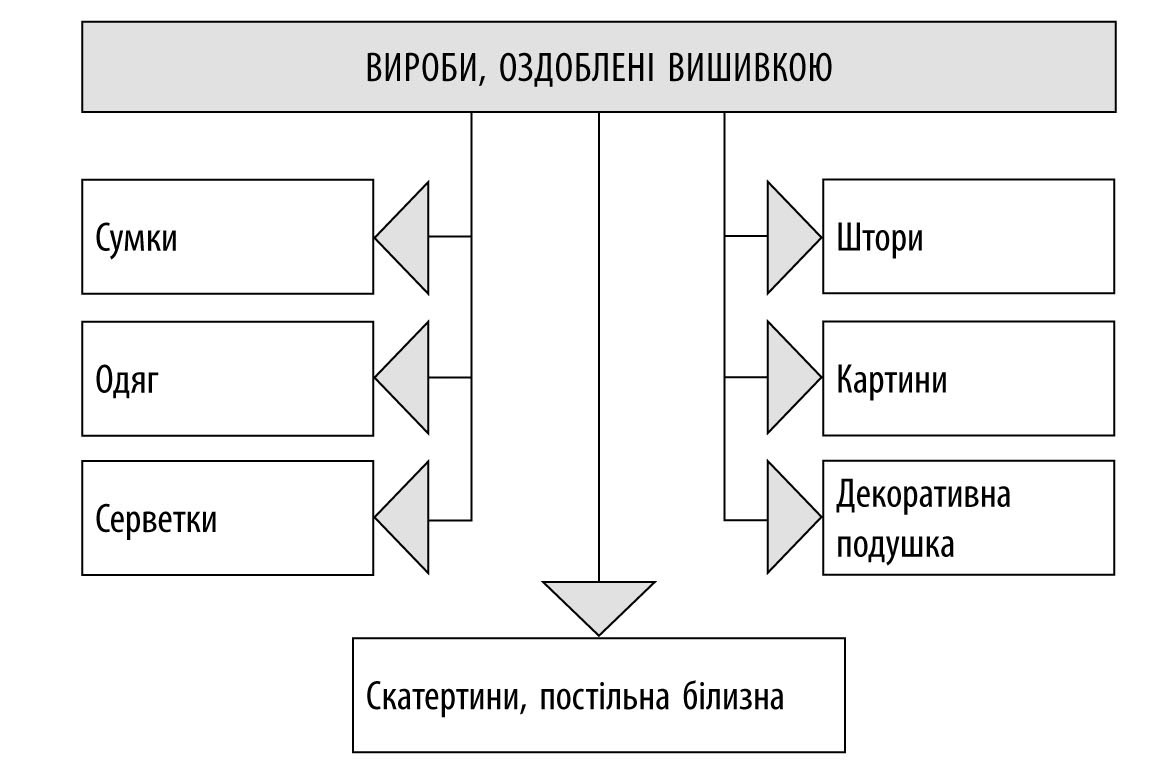 ВИРОБИ, ОЗДОБЛЕНІ ВИШИВКОЮ
Сумки
Одяг
Серветки
Штори
Картини
Декоративна
подушка
Скатертини, постільна білизна